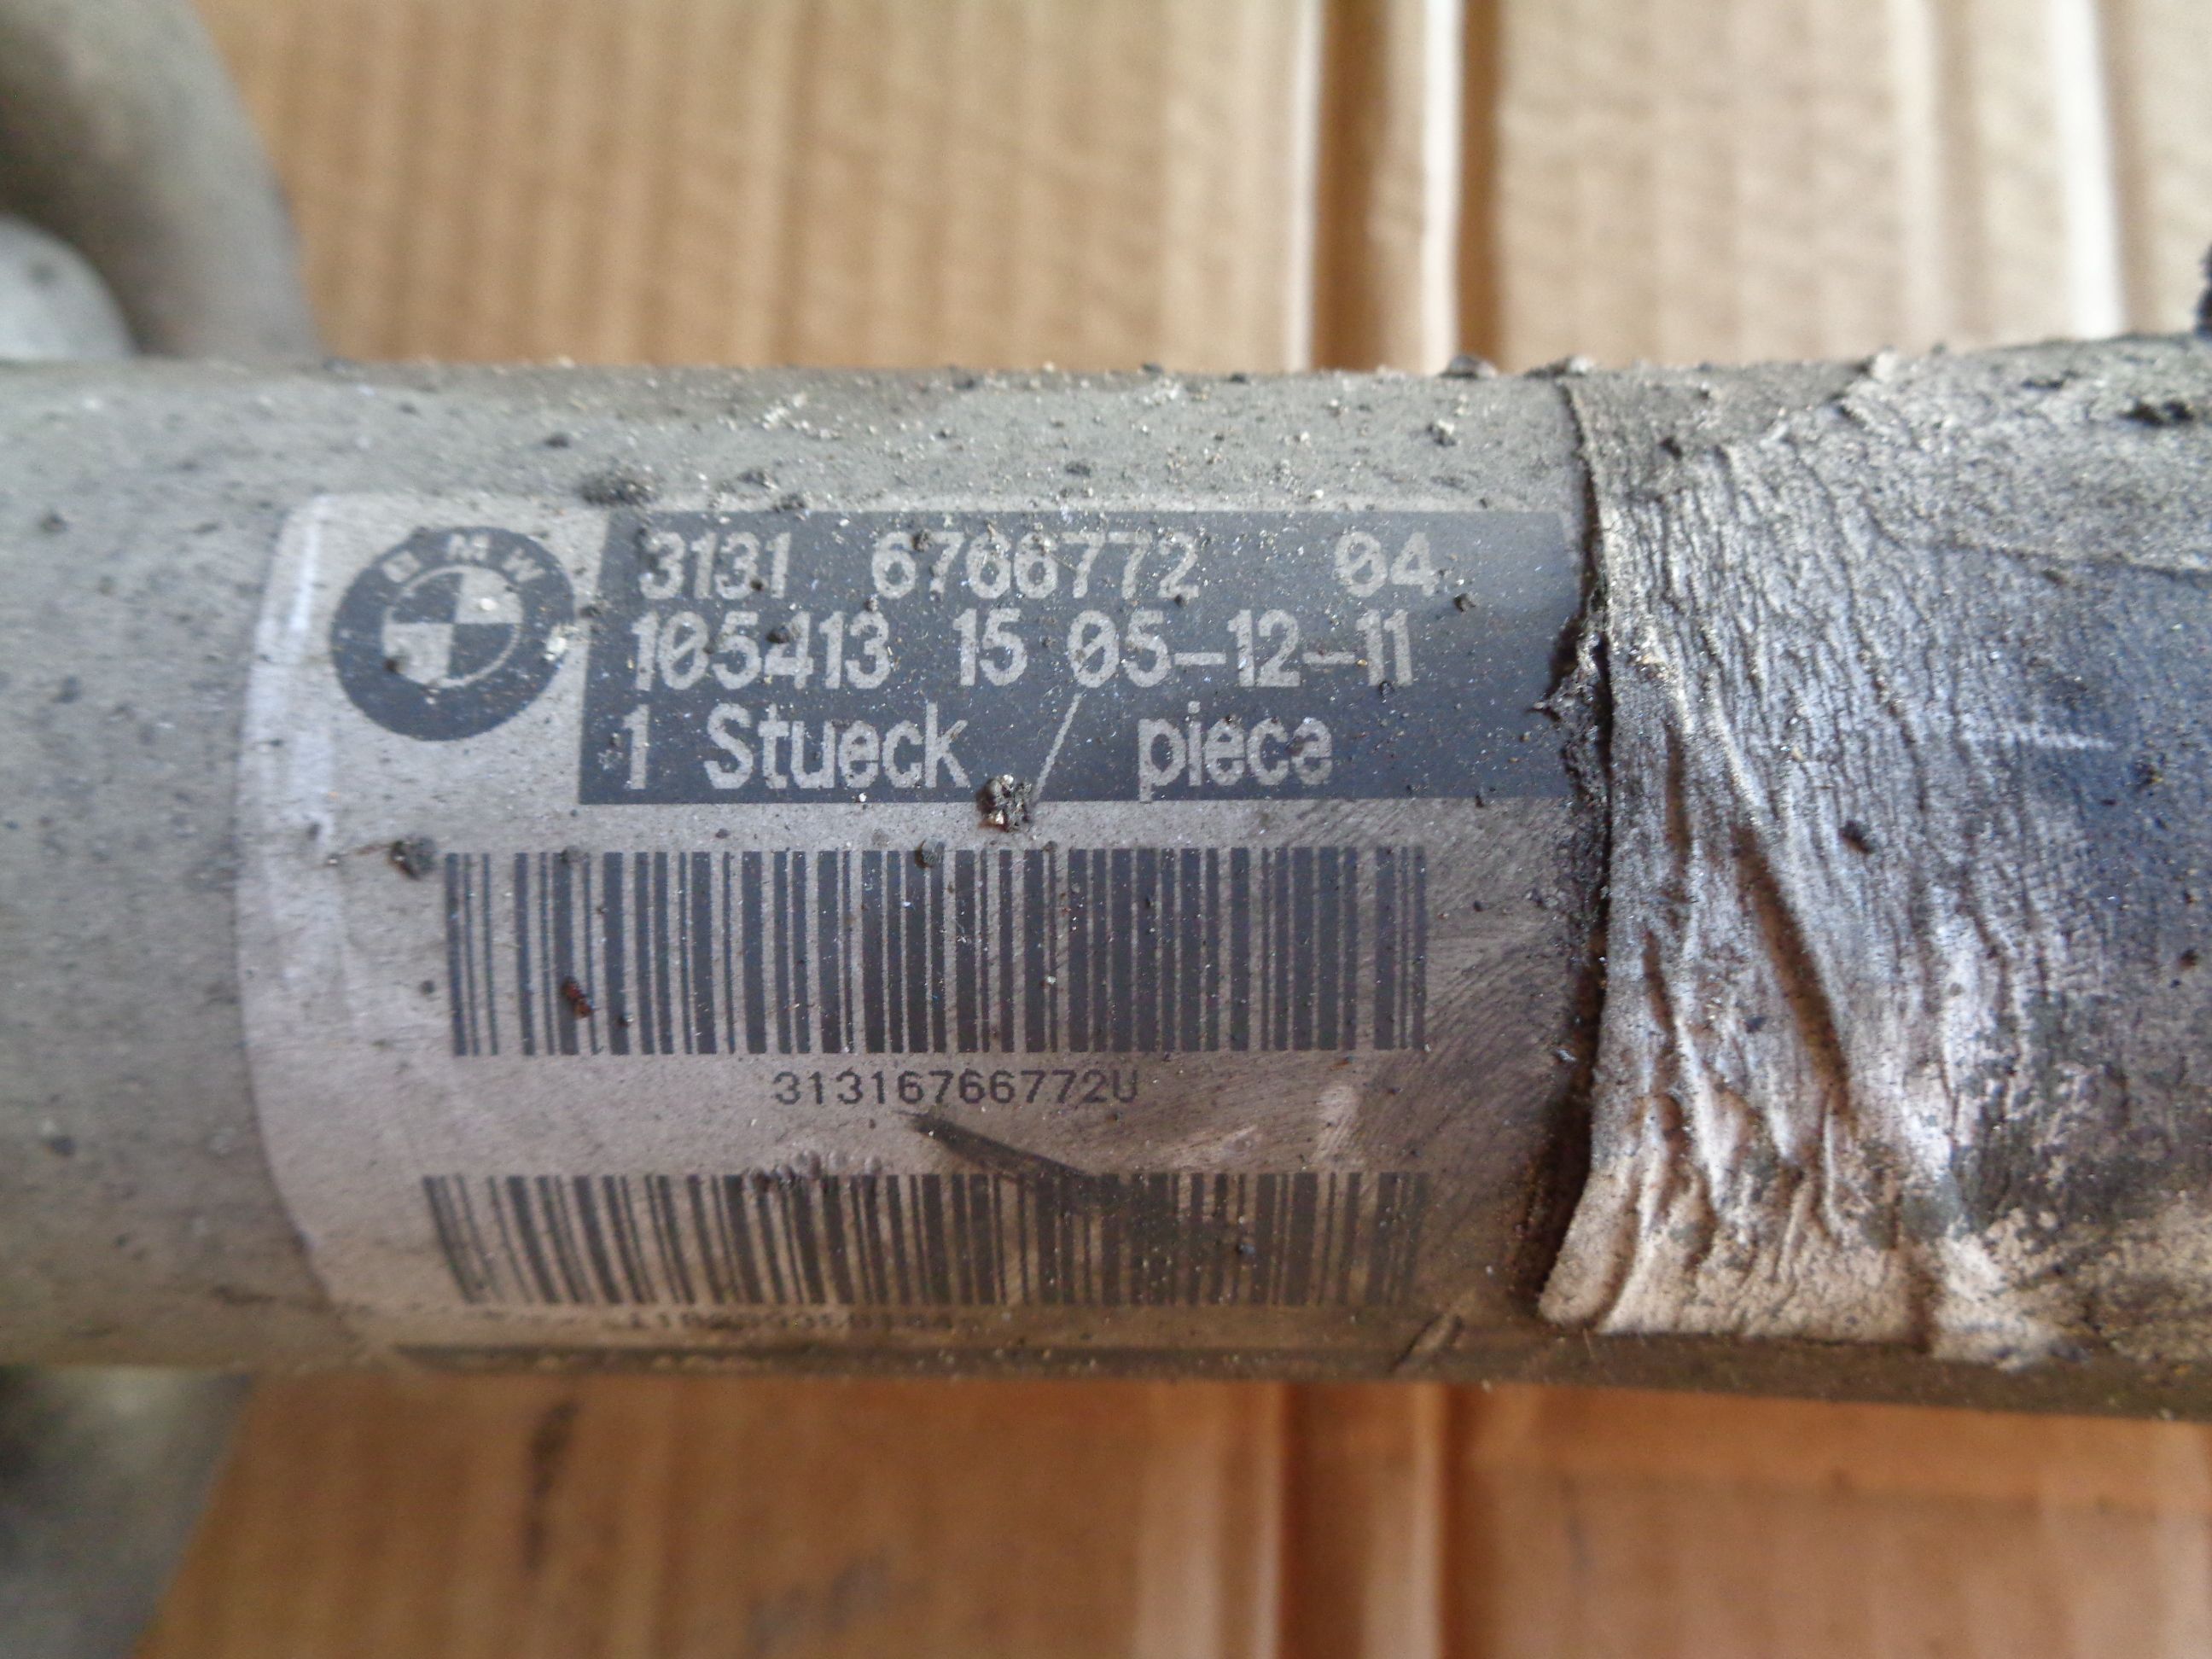 BMW
3131 6766772 04
105413 15 05-12-11
1 Stueck / piece
31316766772U